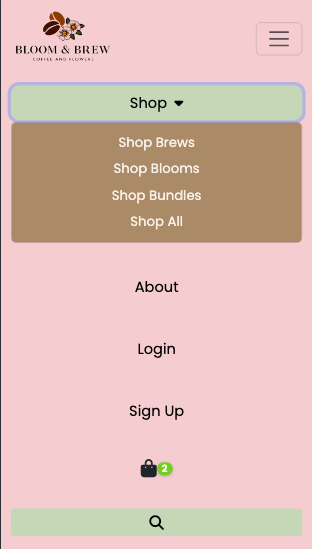 BLOOM & BREW
COFFEE AND FLOWERS
Shop
Shop Brews
Shop Blooms
Shop Bundles
Shop All
About
Login
Sign Up
2